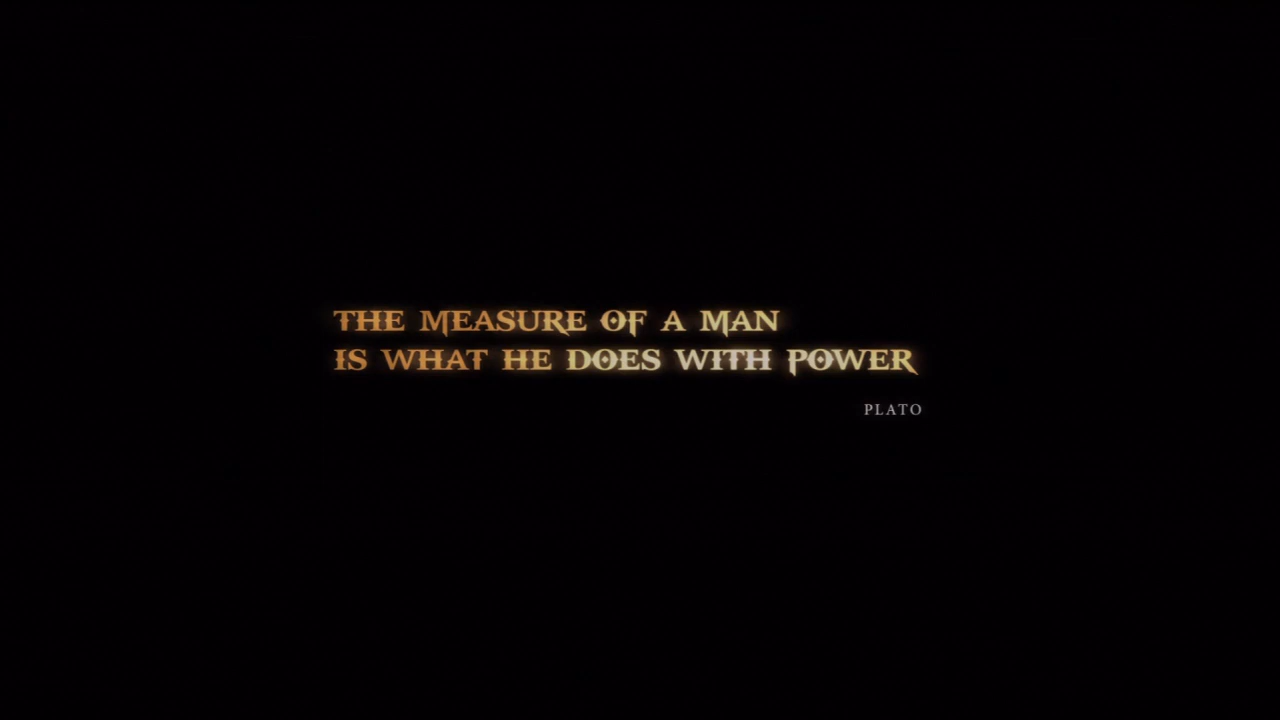 THE MEASURE OF A MAN
IS WHAT HE DOES WITH POWER
PLATO